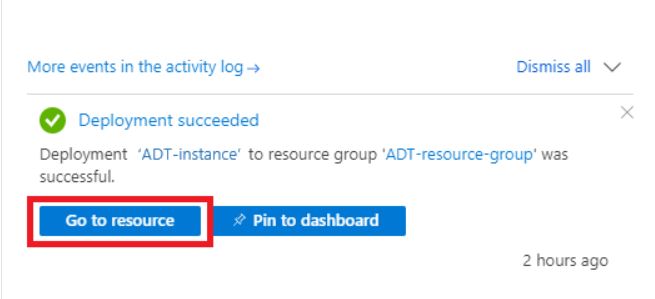 More events in the activity log → Dismiss all
Deployment succeeded
Deployment 'ADT-instance' to resource group 'ADT-resource-group' was
successful.
Go to resource Pin to dashboard
2 hours ago